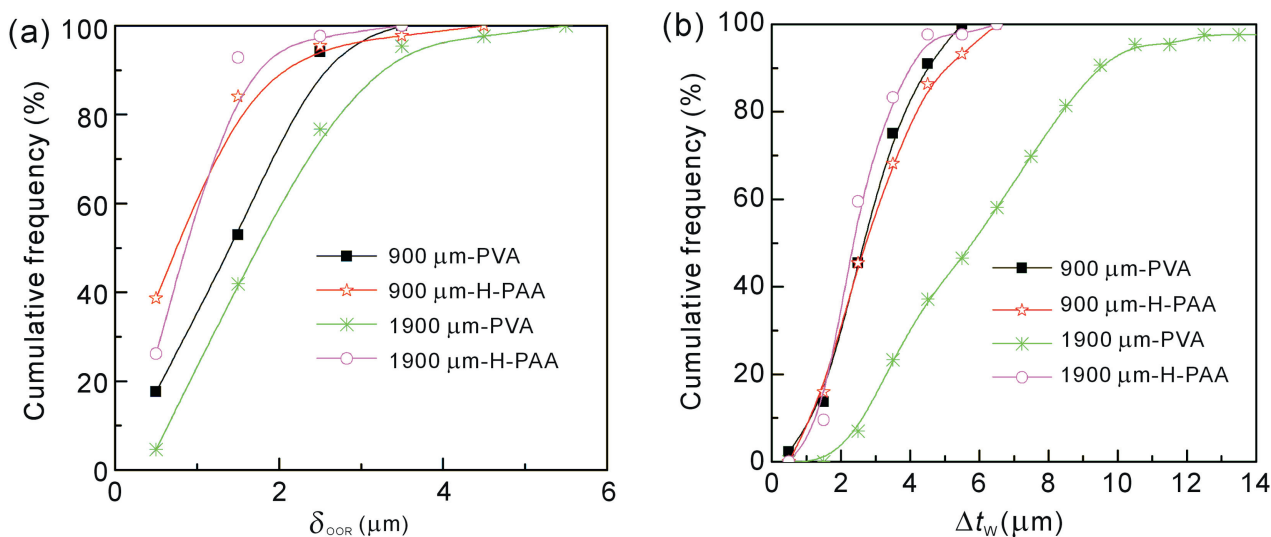 (a)
Cumulative frequency (%)
100
80
60
40
20
0
900 μm-PVA
900 μm-H-PAA
1900 μm-PVA
1900 μm-H-PAA
0 2 4 6
δOOR (μm)
(b)
Cumulative frequency (%)
100
80
60
40
20
0
900 μm-PVA
900 μm-H-PAA
1900 μm-PVA
1900 μm-H-PAA
0 2 4 6 8 10 12 14
Δtw(μm)